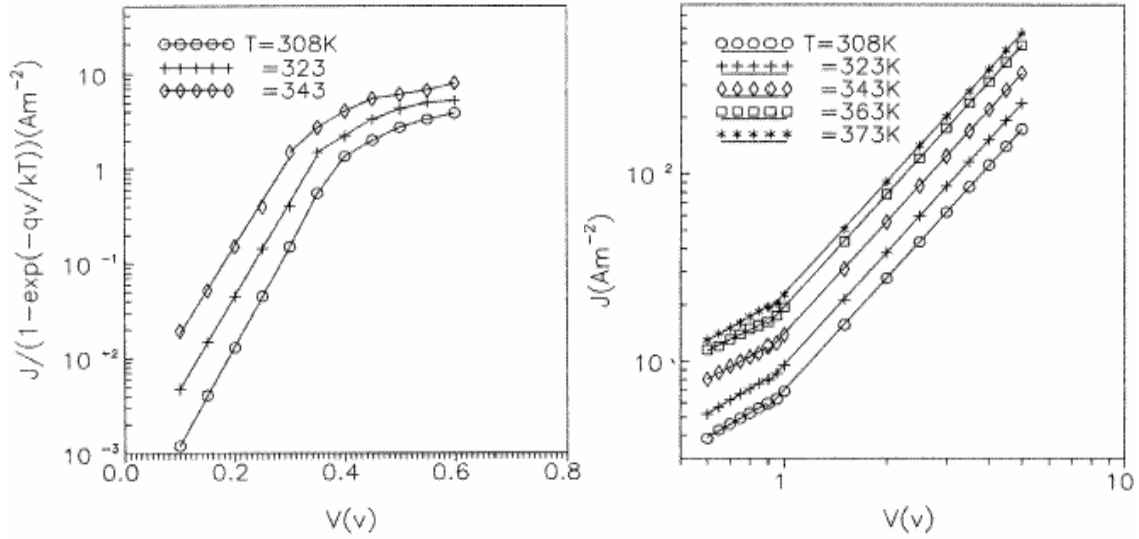 J/(1-exp(-qv/kT))(Am⁻²)
10
1
10⁻¹
10⁻²
10⁻³
T=308K
=323
=343
0.0 0.2 0.4 0.6 0.8
V(v)
J(Am⁻²)
10²
10¹
T=308K
=323K
=343K
=363K
=373K
1 10
V(v)